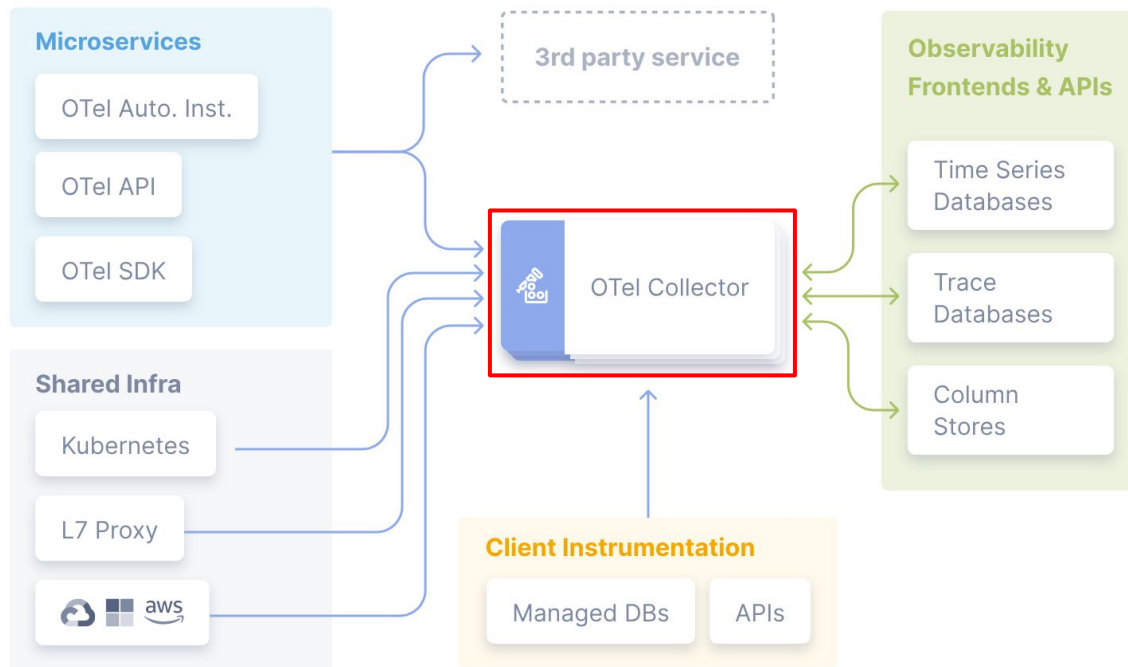 Microservices
OTel Auto. Inst.
OTel API
OTel SDK
3rd party service
Observability
Frontends & APIs
Time Series
Databases
Trace
Databases
Column
Stores
OTel Collector
Shared Infra
Kubernetes
L7 Proxy
aws
Client Instrumentation
Managed DBs
APIs